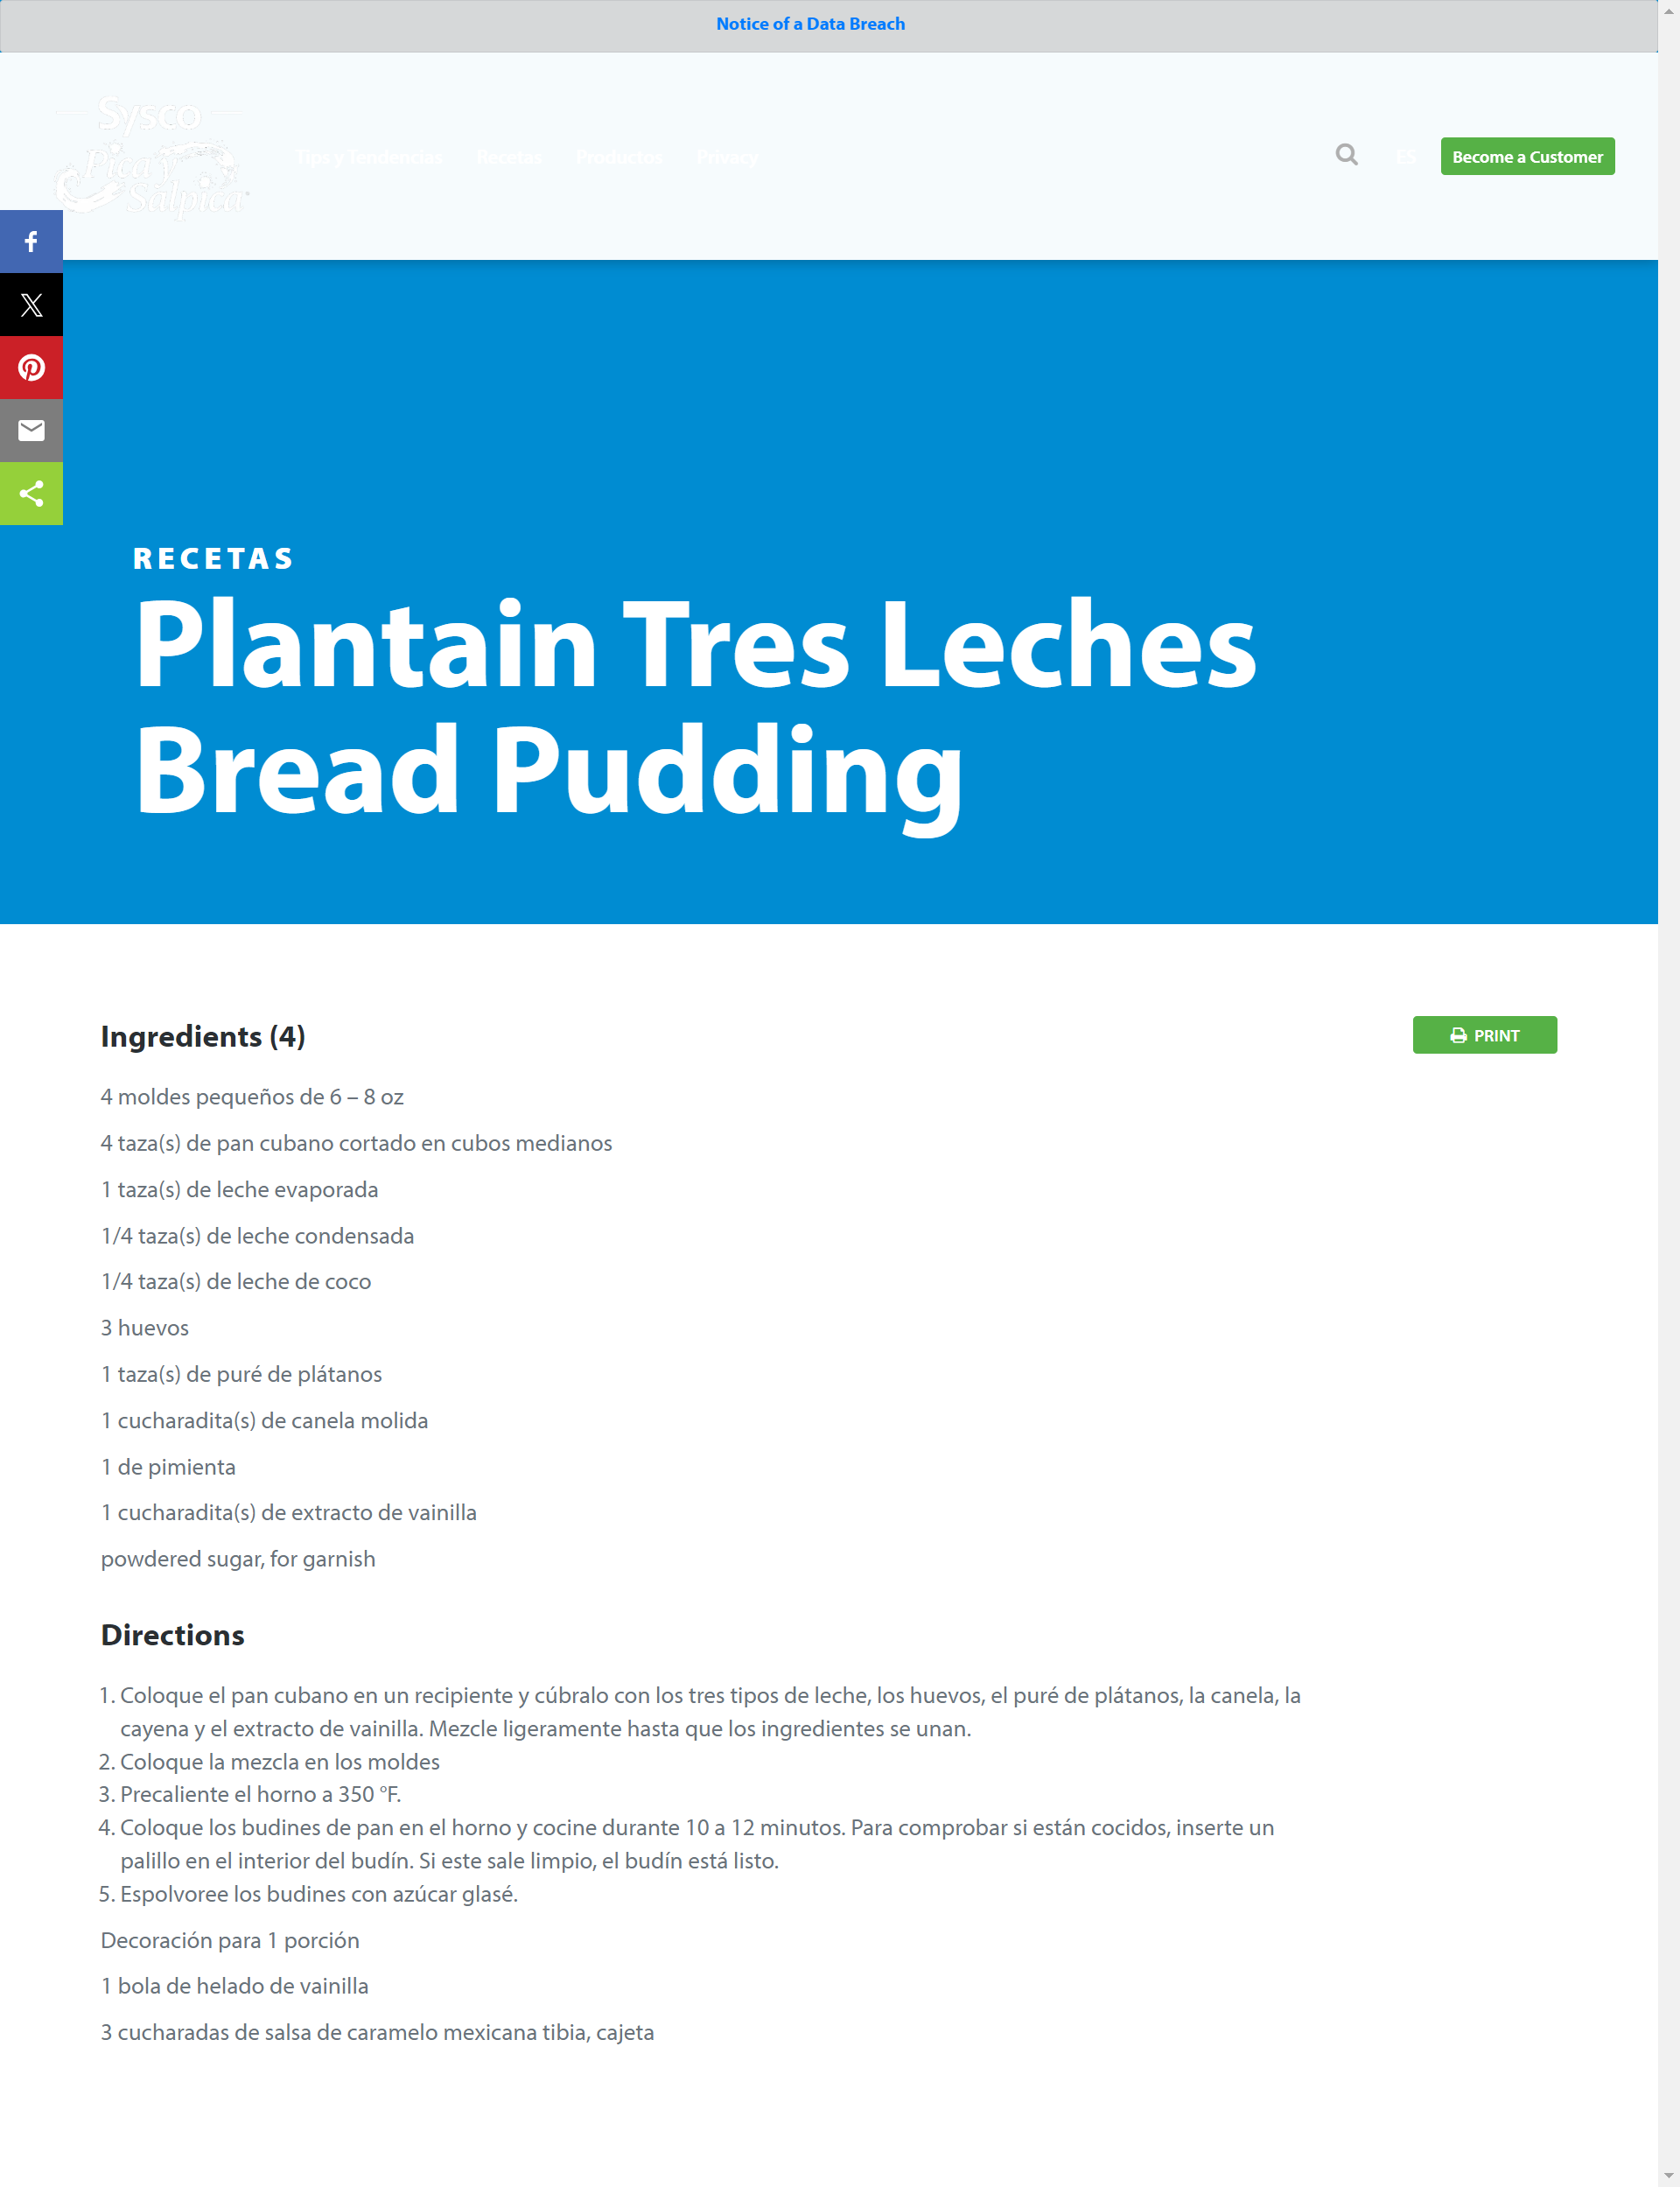 Notice of a Data Breach
Sysco
Pica y
Salpica
Tips y Tendencias Recetas Productos Privacy ES Become a Customer
RECETAS
Plantain Tres Leches
Bread Pudding
Ingredients (4)
PRINT
4 moldes pequeños de 6 – 8 oz
4 taza(s) de pan cubano cortado en cubos medianos
1 taza(s) de leche evaporada
1/4 taza(s) de leche condensada
1/4 taza(s) de leche de coco
3 huevos
1 taza(s) de puré de plátanos
1 cucharadita(s) de canela molida
1 de pimienta
1 cucharadita(s) de extracto de vainilla
powdered sugar, for garnish
Directions
1. Coloque el pan cubano en un recipiente y cúbralo con los tres tipos de leche, los huevos, el puré de plátanos, la canela, la
cayena y el extracto de vainilla. Mezcle ligeramente hasta que los ingredientes se unan.
2. Coloque la mezcla en los moldes
3. Precaliente el horno a 350 °F.
4. Coloque los budines de pan en el horno y cocine durante 10 a 12 minutos. Para comprobar si están cocidos, inserte un
palillo en el interior del budín. Si este sale limpio, el budín está listo.
5. Espolvoree los budines con azúcar glasé.
Decoración para 1 porción
1 bola de helado de vainilla
3 cucharadas de salsa de caramelo mexicana tibia, cajeta